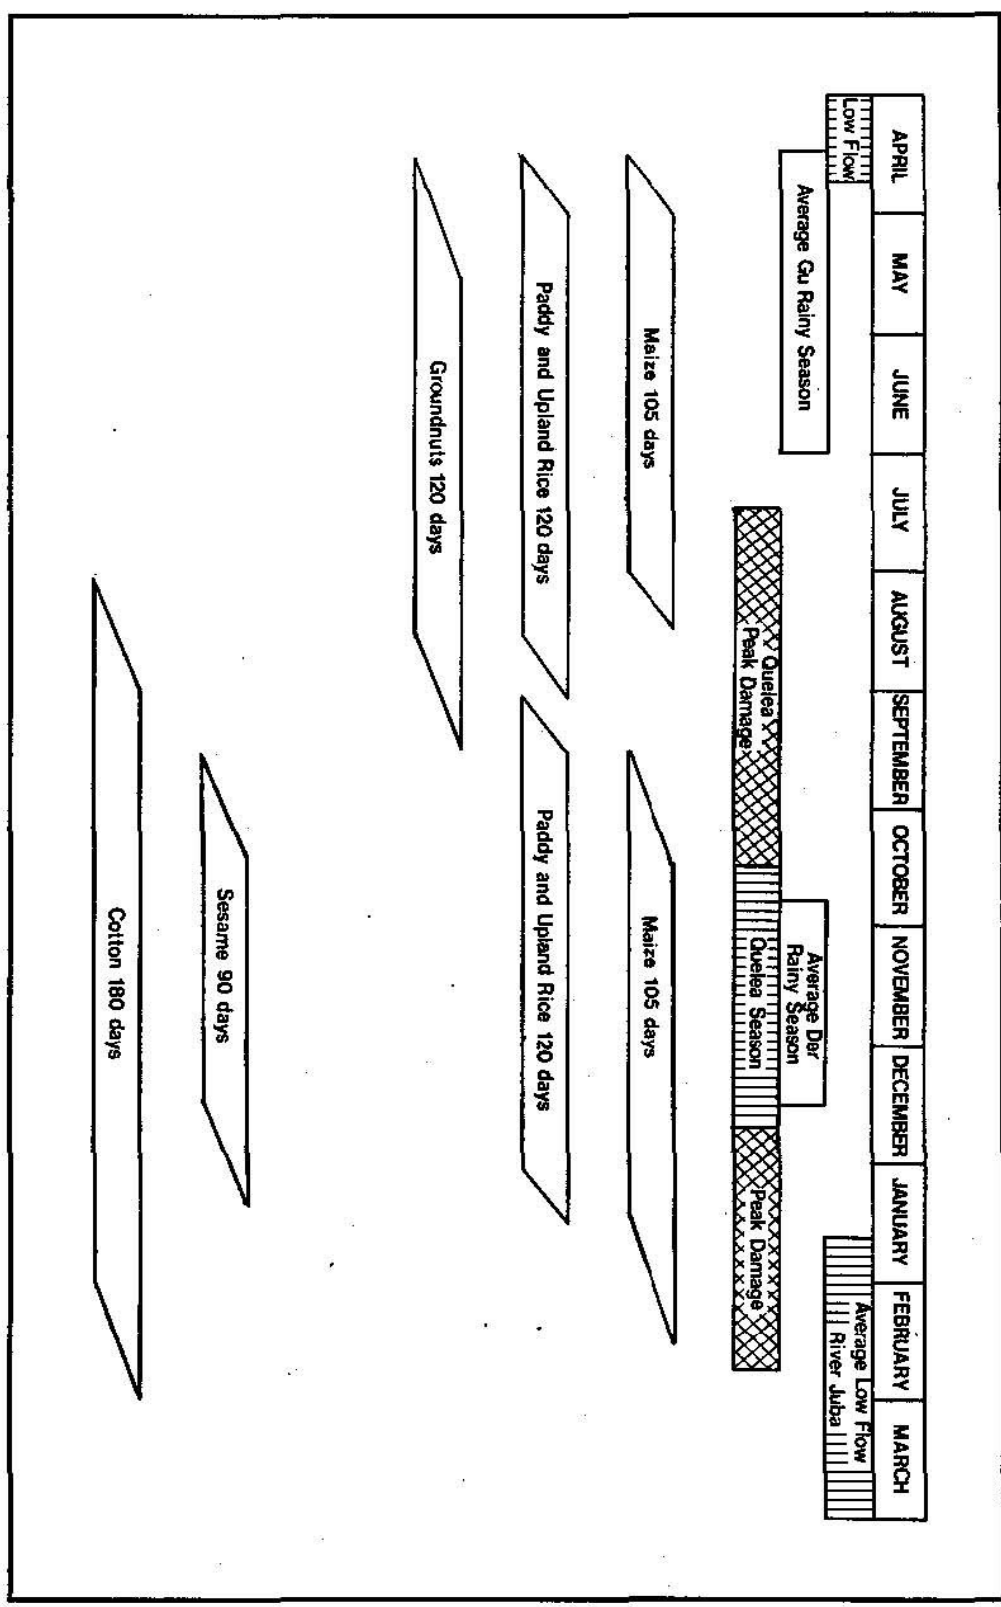 APRIL MAY JUNE JULY AUGUST SEPTEMBER OCTOBER NOVEMBER DECEMBER JANUARY FEBRUARY MARCH
Low Flow
Average Low Flow
River Juba
Average Gu Rainy Season
Average Der
Rainy Season
Quelea
Peak Damage
Quelea Season
Peak Damage
Maize 105 days
Maize 105 days
Paddy and Upland Rice 120 days
Paddy and Upland Rice 120 days
Groundnuts 120 days
Sesame 90 days
Cotton 180 days